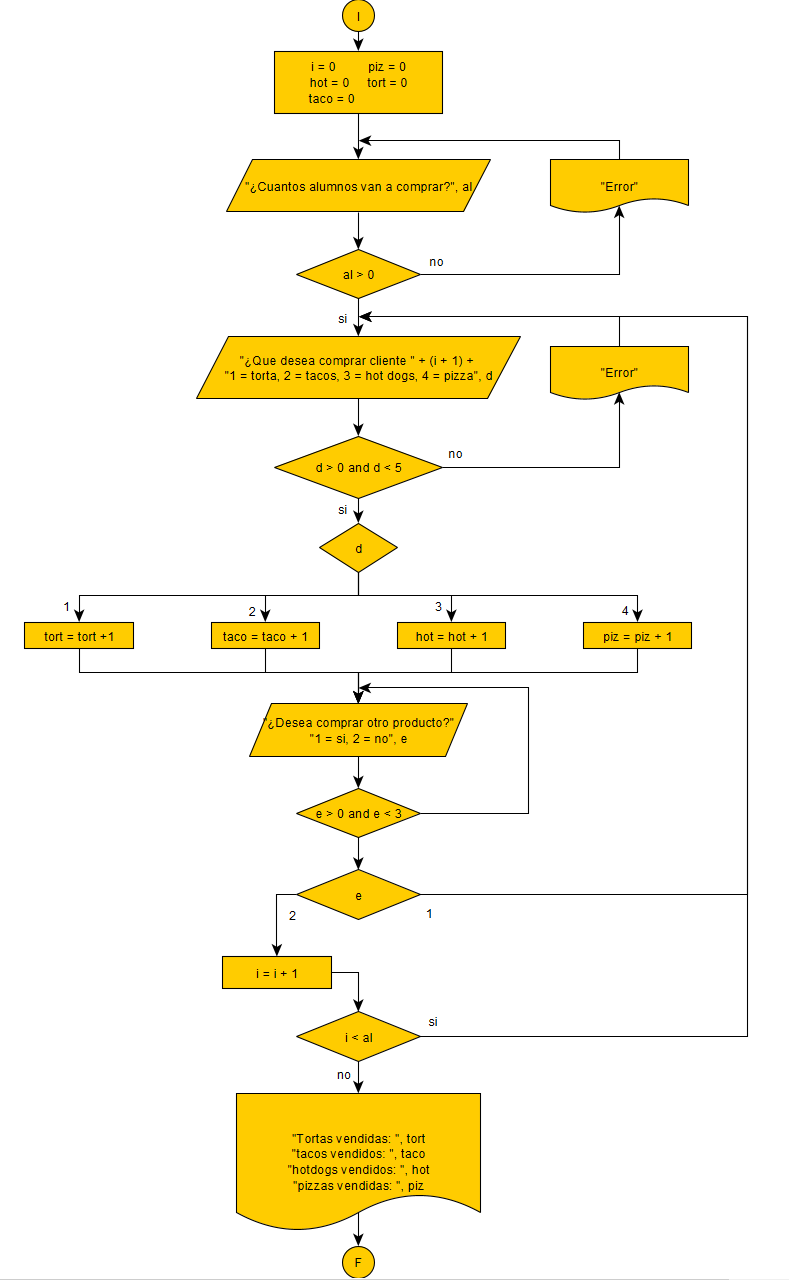 I
i = 0 piz = 0
hot = 0 tort = 0
taco = 0
"¿Cuantos alumnos van a comprar?", al
"Error"
al > 0
no
si
"¿Que desea comprar cliente " + (i + 1) +
"1 = torta, 2 = tacos, 3 = hot dogs, 4 = pizza", d
"Error"
d > 0 and d < 5
no
si
d
1
2
3
4
tort = tort +1
taco = taco + 1
hot = hot + 1
piz = piz + 1
"¿Desea comprar otro producto?"
"1 = si, 2 = no", e
e > 0 and e < 3
e
2
1
i = i + 1
i < al
si
no
"Tortas vendidas: ", tort
"tacos vendidos: ", taco
"hotdogs vendidos: ", hot
"pizzas vendidas: ", piz
F